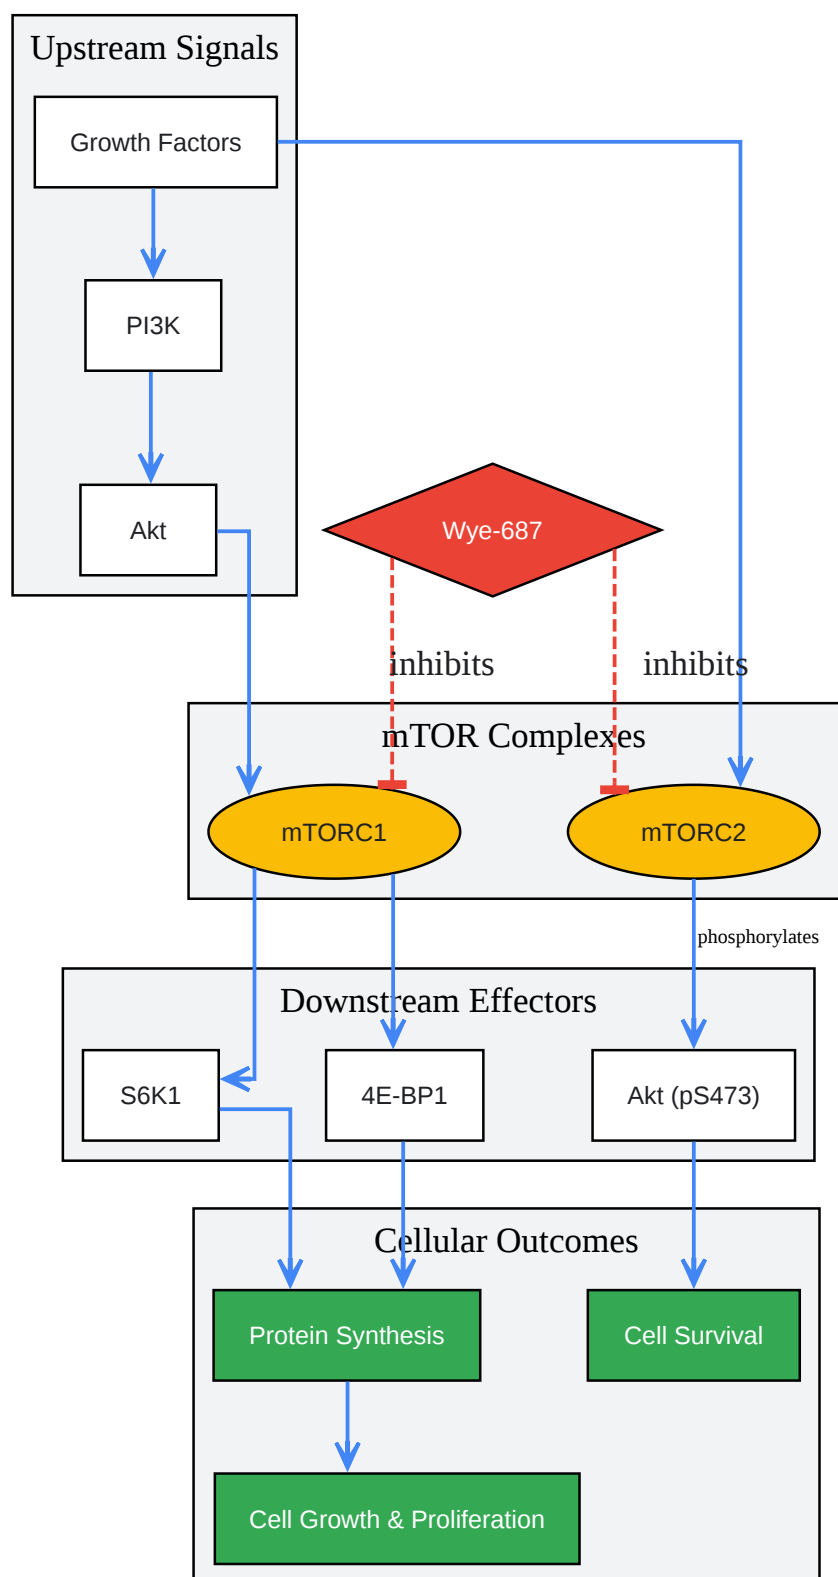 Upstream Signals
Growth Factors
PI3K
Akt
Wye-687
inhibits
inhibits
mTOR Complexes
mTORC1
mTORC2
phosphorylates
Downstream Effectors
S6K1
4E-BP1
Akt (pS473)
Cellular Outcomes
Protein Synthesis
Cell Survival
Cell Growth & Proliferation